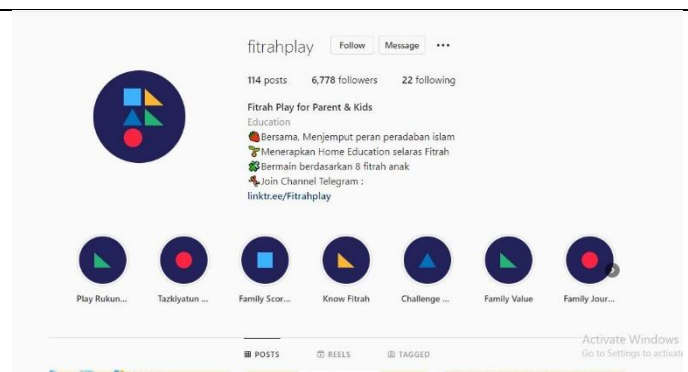 fitrahplay Follow Message •••
114 posts 6,778 followers 22 following
Fitrah Play for Parent & Kids
Education
🍓Bersama, Menjemput peran peradaban islam
Menerapkan Home Education selaras Fitrah
Bermain berdasarkan 8 fitrah anak
Join Channel Telegram :
linktr.ee/Fitrahplay
Play Rukun... Tazkiyatun ... Family Scor... Know Fitrah Challenge ... Family Value Family Jour...
Activate Windows
Go to Settings to activate
POSTS REELS TAGGED